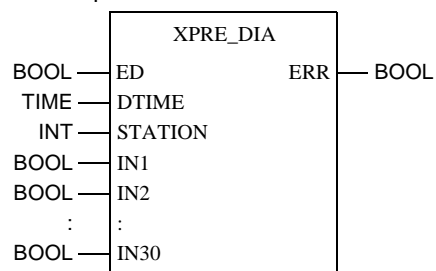 XPRE_DIA
BOOL ED ERR BOOL
TIME DTIME
INT STATION
BOOL IN1
BOOL IN2
: :
BOOL IN30